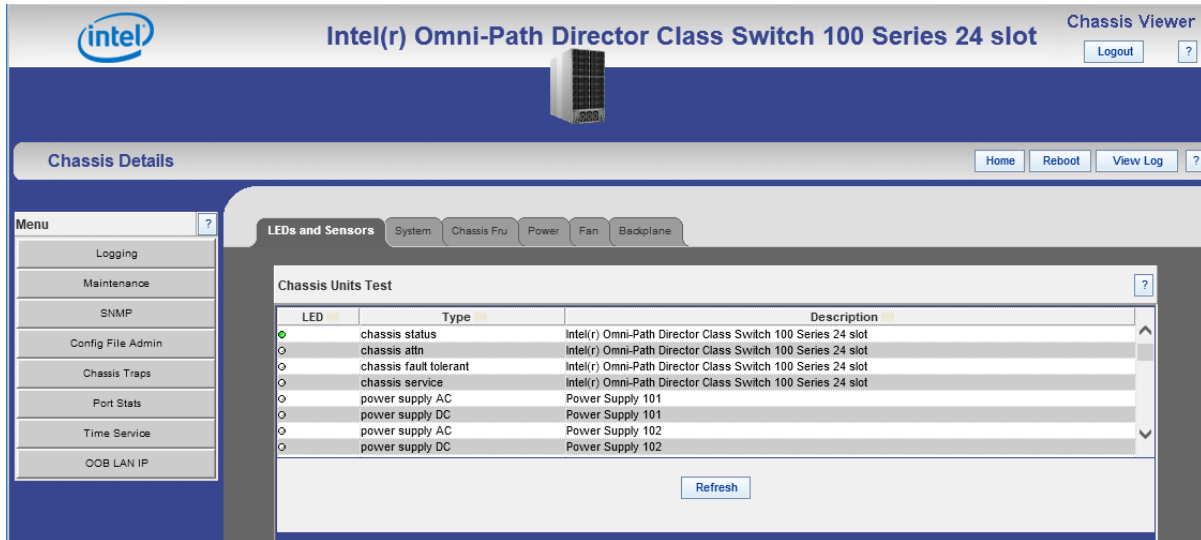 intel
Intel(r) Omni-Path Director Class Switch 100 Series 24 slot
Chassis Viewer
Logout
?
Chassis Details
Home
Reboot
View Log
?
Menu
?
Logging
Maintenance
SNMP
Config File Admin
Chassis Traps
Port Stats
Time Service
OOB LAN IP
LEDs and Sensors
System
Chassis Fru
Power
Fan
Backplane
Chassis Units Test
?
LED Type Description
chassis status Intel(r) Omni-Path Director Class Switch 100 Series 24 slot
chassis attn Intel(r) Omni-Path Director Class Switch 100 Series 24 slot
chassis fault tolerant Intel(r) Omni-Path Director Class Switch 100 Series 24 slot
chassis service Intel(r) Omni-Path Director Class Switch 100 Series 24 slot
power supply AC Power Supply 101
power supply DC Power Supply 101
power supply AC Power Supply 102
power supply DC Power Supply 102
Refresh